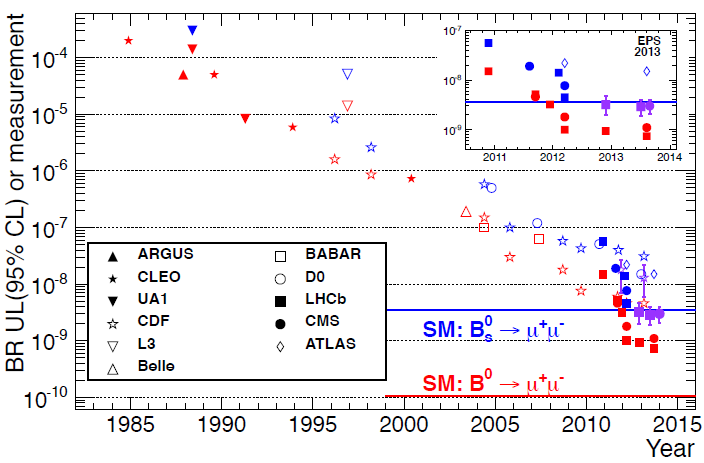 BR UL(95% CL) or measurement
10⁻⁴
10⁻⁵
10⁻⁶
10⁻⁷
10⁻⁸
10⁻⁹
10⁻¹⁰
10⁻⁷
10⁻⁸
10⁻⁹
EPS
2013
2011 2012 2013 2014
ARGUS BABAR
CLEO D0
UA1 LHCb
CDF CMS
L3 ATLAS
Belle
SM: B⁰ₛ → μ⁺μ⁻
SM: B⁰ → μ⁺μ⁻
1985 1990 1995 2000 2005 2010 2015
Year